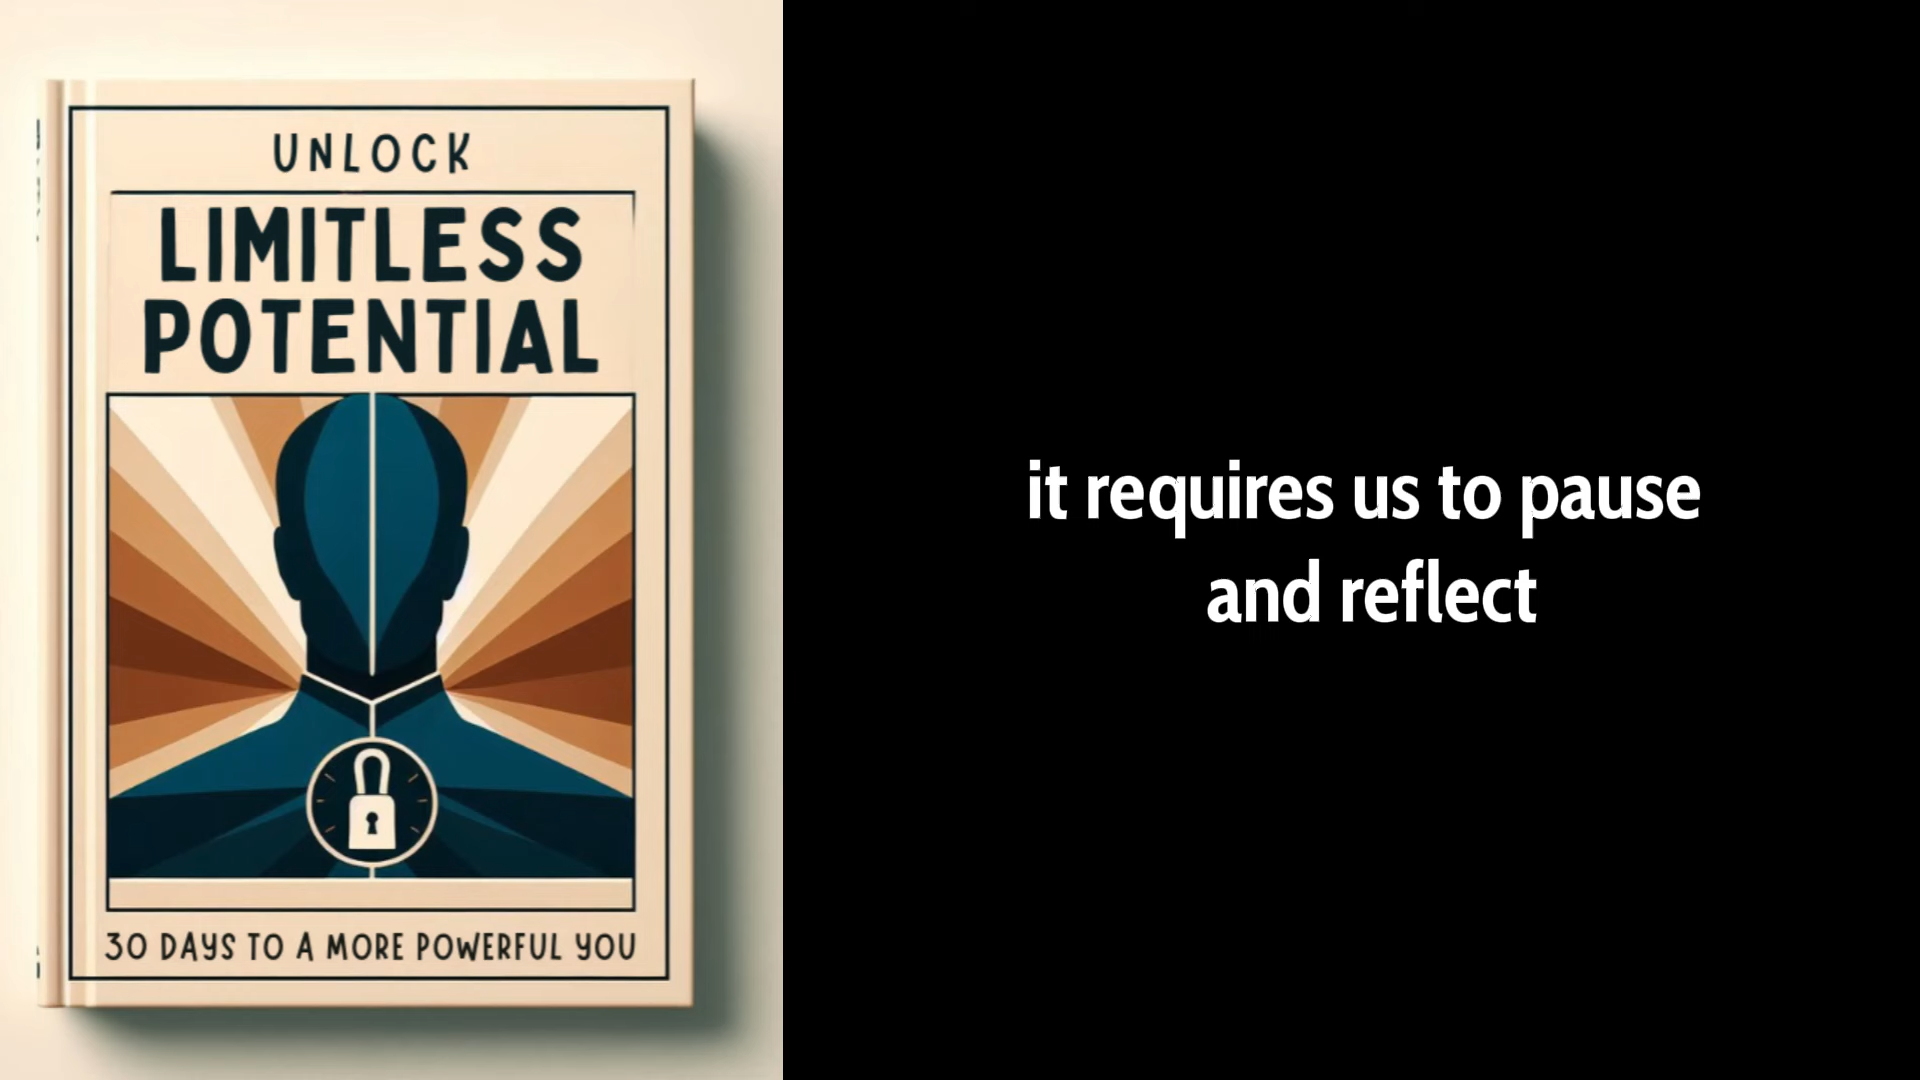 UNLOCK
LIMITLESS
POTENTIAL
30 DAYS TO A MORE POWERFUL YOU
it requires us to pause
and reflect